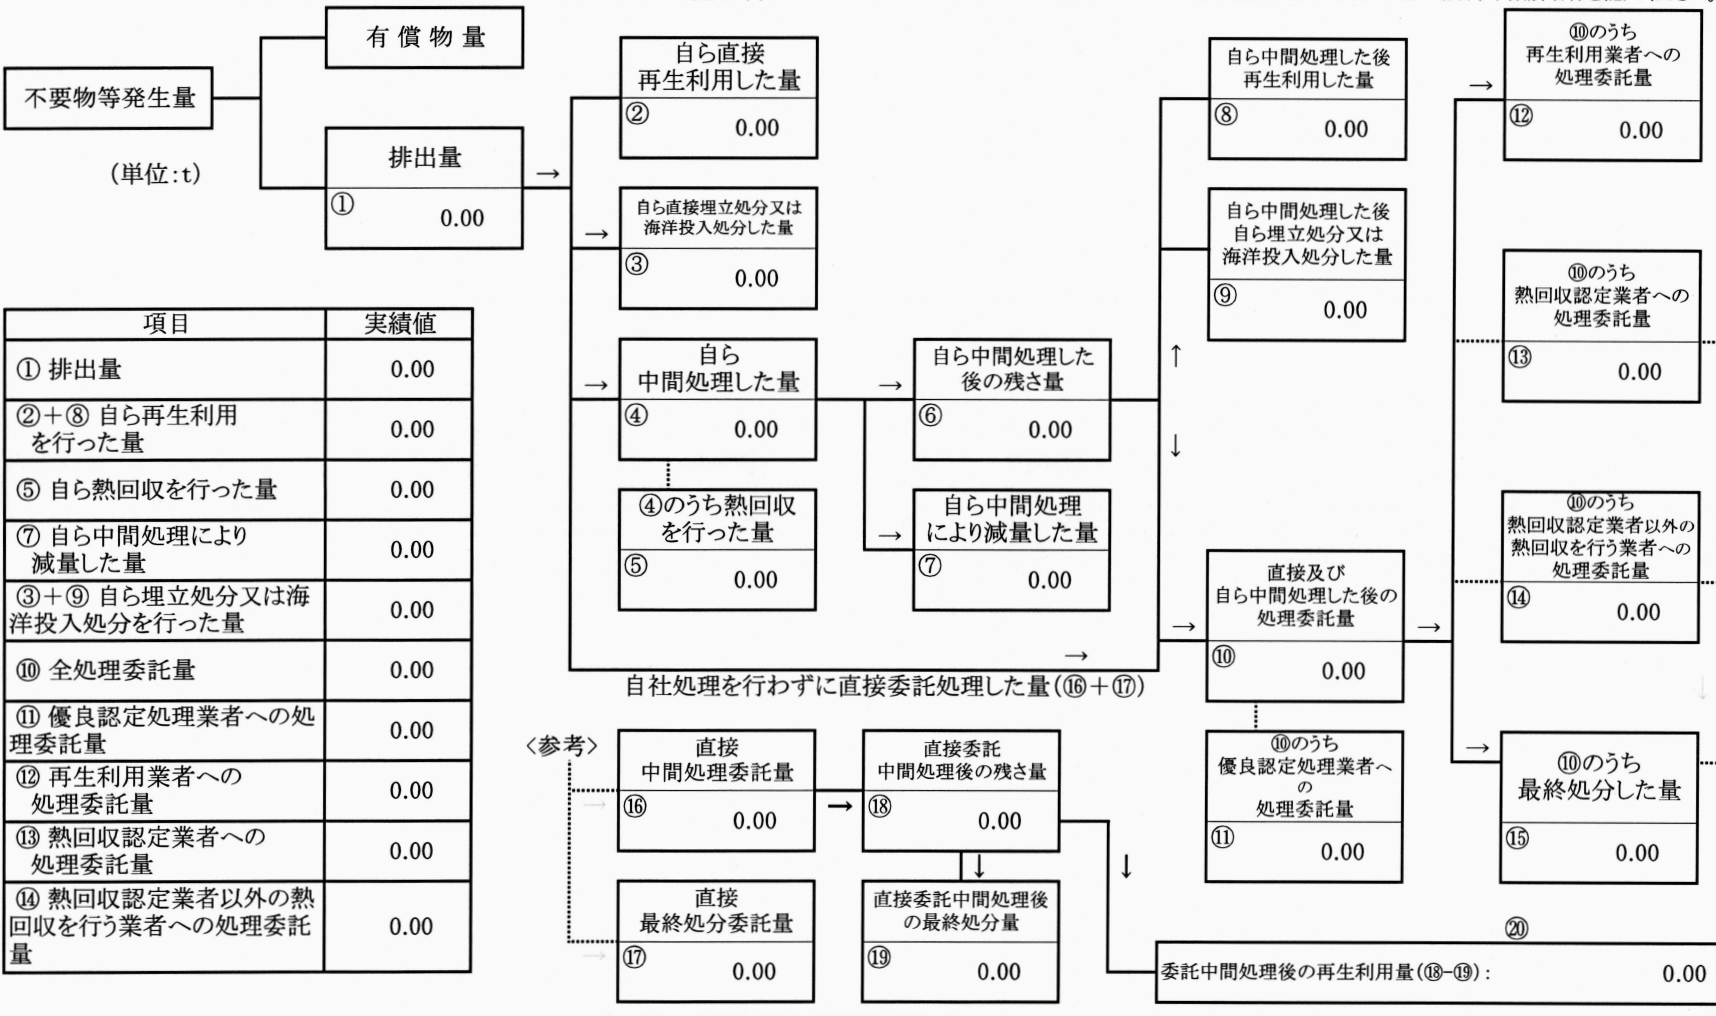 不要物等発生量
(単位:t)
有償物量
排出量
① 0.00
→
自ら直接
再生利用した量
② 0.00
→
自ら直接埋立処分又は
海洋投入処分した量
③ 0.00
→
自ら
中間処理した量
④ 0.00
④のうち熱回収
を行った量
⑤ 0.00
→
自ら中間処理した
後の残さ量
⑥ 0.00
→
自ら中間処理
により減量した量
⑦ 0.00
自ら中間処理した後
再生利用した量
⑧ 0.00
自ら中間処理した後
自ら埋立処分又は
海洋投入処分した量
⑨ 0.00
↑
↓
→
自社処理を行わずに直接委託処理した量(⑯+⑰)
→
直接及び
自ら中間処理した後の
処理委託量
⑩ 0.00
⑩のうち
優良認定処理業者へ
の
処理委託量
⑪ 0.00
→
→
⑩のうち
再生利用業者への
処理委託量
⑫ 0.00
⑩のうち
熱回収認定業者への
処理委託量
⑬ 0.00
⑩のうち
熱回収認定業者以外の
熱回収を行う業者への
処理委託量
⑭ 0.00
↓
→
⑩のうち
最終処分した量
⑮ 0.00
項目 実績値
① 排出量 0.00
②+⑧ 自ら再生利用
を行った量 0.00
⑤ 自ら熱回収を行った量 0.00
⑦ 自ら中間処理により
減量した量 0.00
③+⑨ 自ら埋立処分又は海
洋投入処分を行った量 0.00
⑩ 全処理委託量 0.00
⑪ 優良認定処理業者への処
理委託量 0.00
⑫ 再生利用業者への
処理委託量 0.00
⑬ 熱回収認定業者への
処理委託量 0.00
⑭ 熱回収認定業者以外の熱
回収を行う業者への処理委託
量 0.00
〈参考〉
→
直接
中間処理委託量
⑯ 0.00
→
直接委託
中間処理後の残さ量
⑱ 0.00
→
直接
最終処分委託量
⑰ 0.00
↓
直接委託中間処理後
の最終処分量
⑲ 0.00
↓
⑳
委託中間処理後の再生利用量(⑱-⑲): 0.00